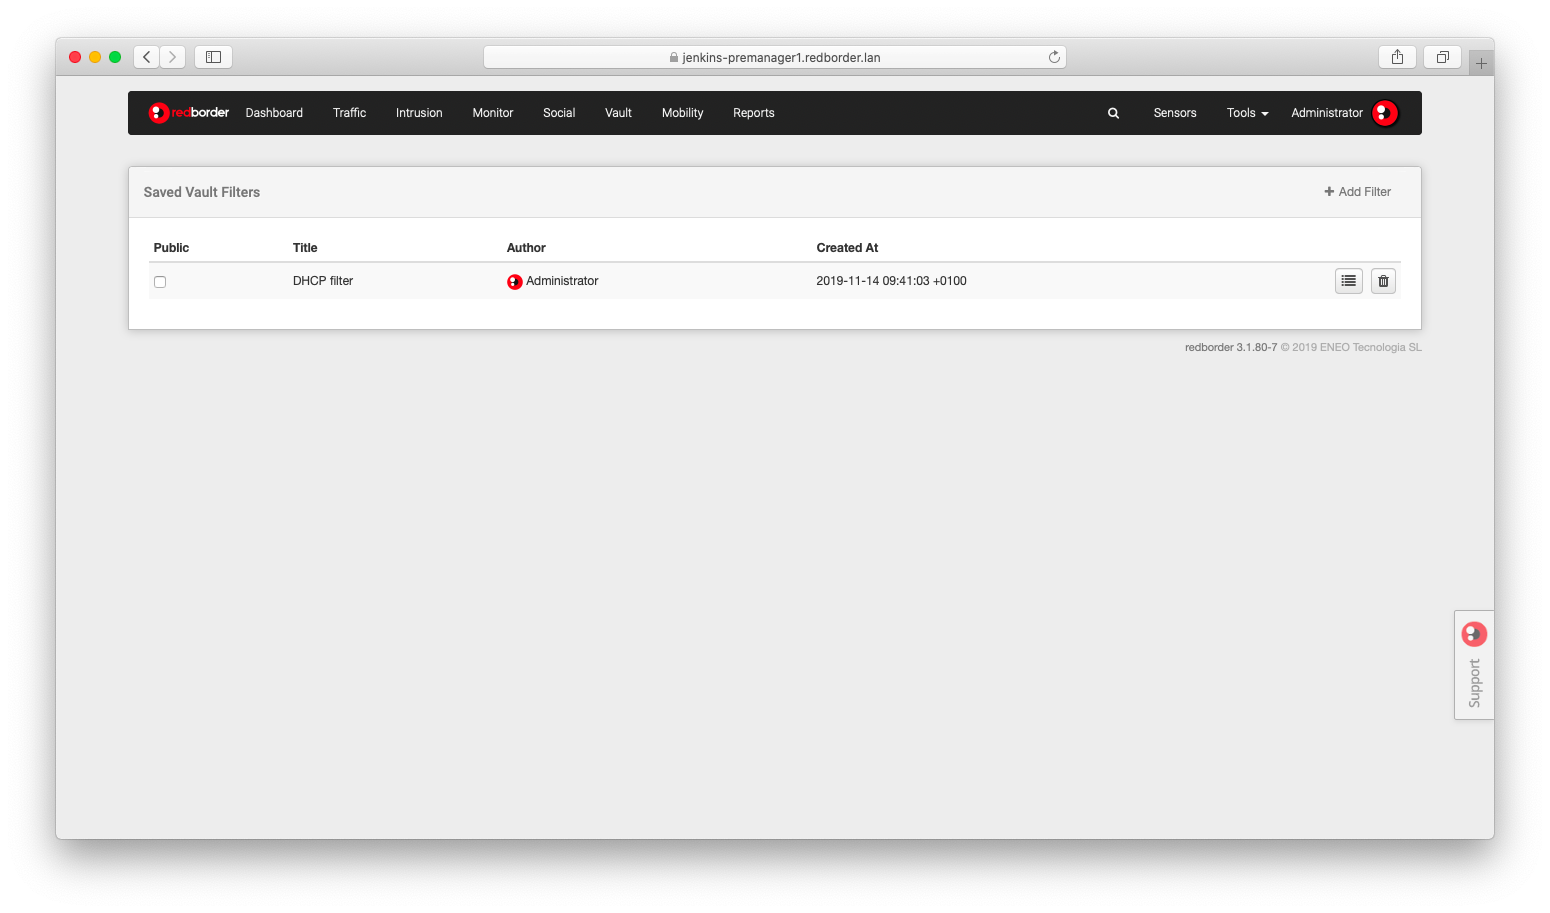 jenkins-premanager1.redborder.lan
redborder Dashboard Traffic Intrusion Monitor Social Vault Mobility Reports Sensors Tools Administrator
Saved Vault Filters + Add Filter
Public Title Author Created At
DHCP filter Administrator 2019-11-14 09:41:03 +0100
redborder 3.1.80-7 © 2019 ENEO Tecnologia SL
Support